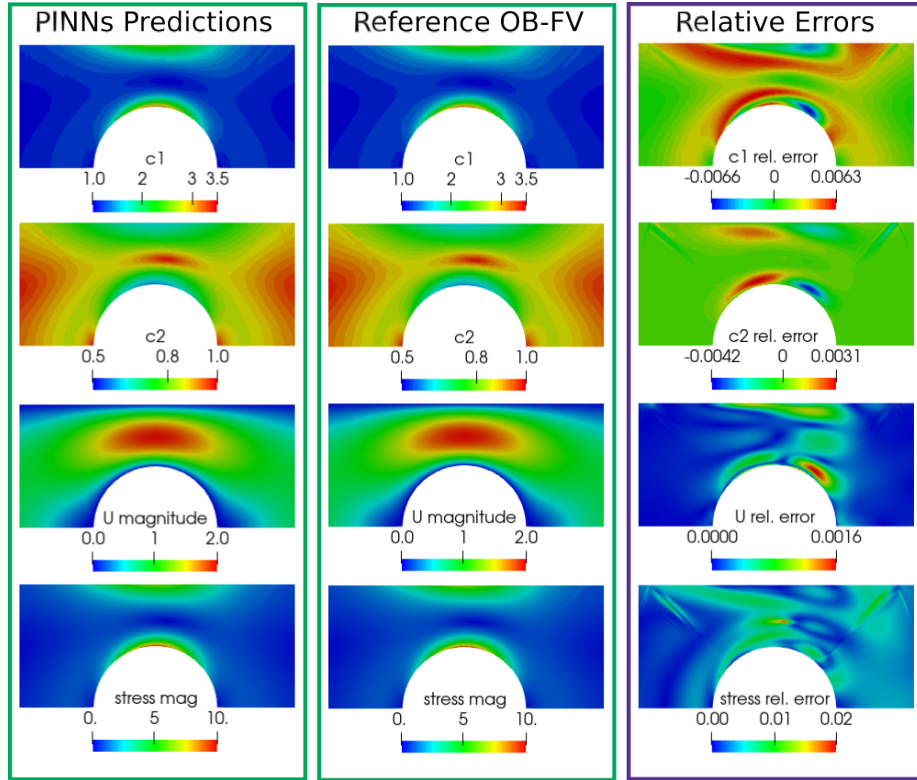 PINNs Predictions
c1
1.0 2 3 3.5
c2
0.5 0.8 1.0
U magnitude
0.0 1 2.0
stress mag
0. 5 10.
Reference OB-FV
c1
1.0 2 3 3.5
c2
0.5 0.8 1.0
U magnitude
0.0 1 2.0
stress mag
0. 5 10.
Relative Errors
c1 rel. error
-0.0066 0 0.0063
c2 rel. error
-0.0042 0 0.0031
U rel. error
0.0000 0.0016
stress rel. error
0.00 0.01 0.02